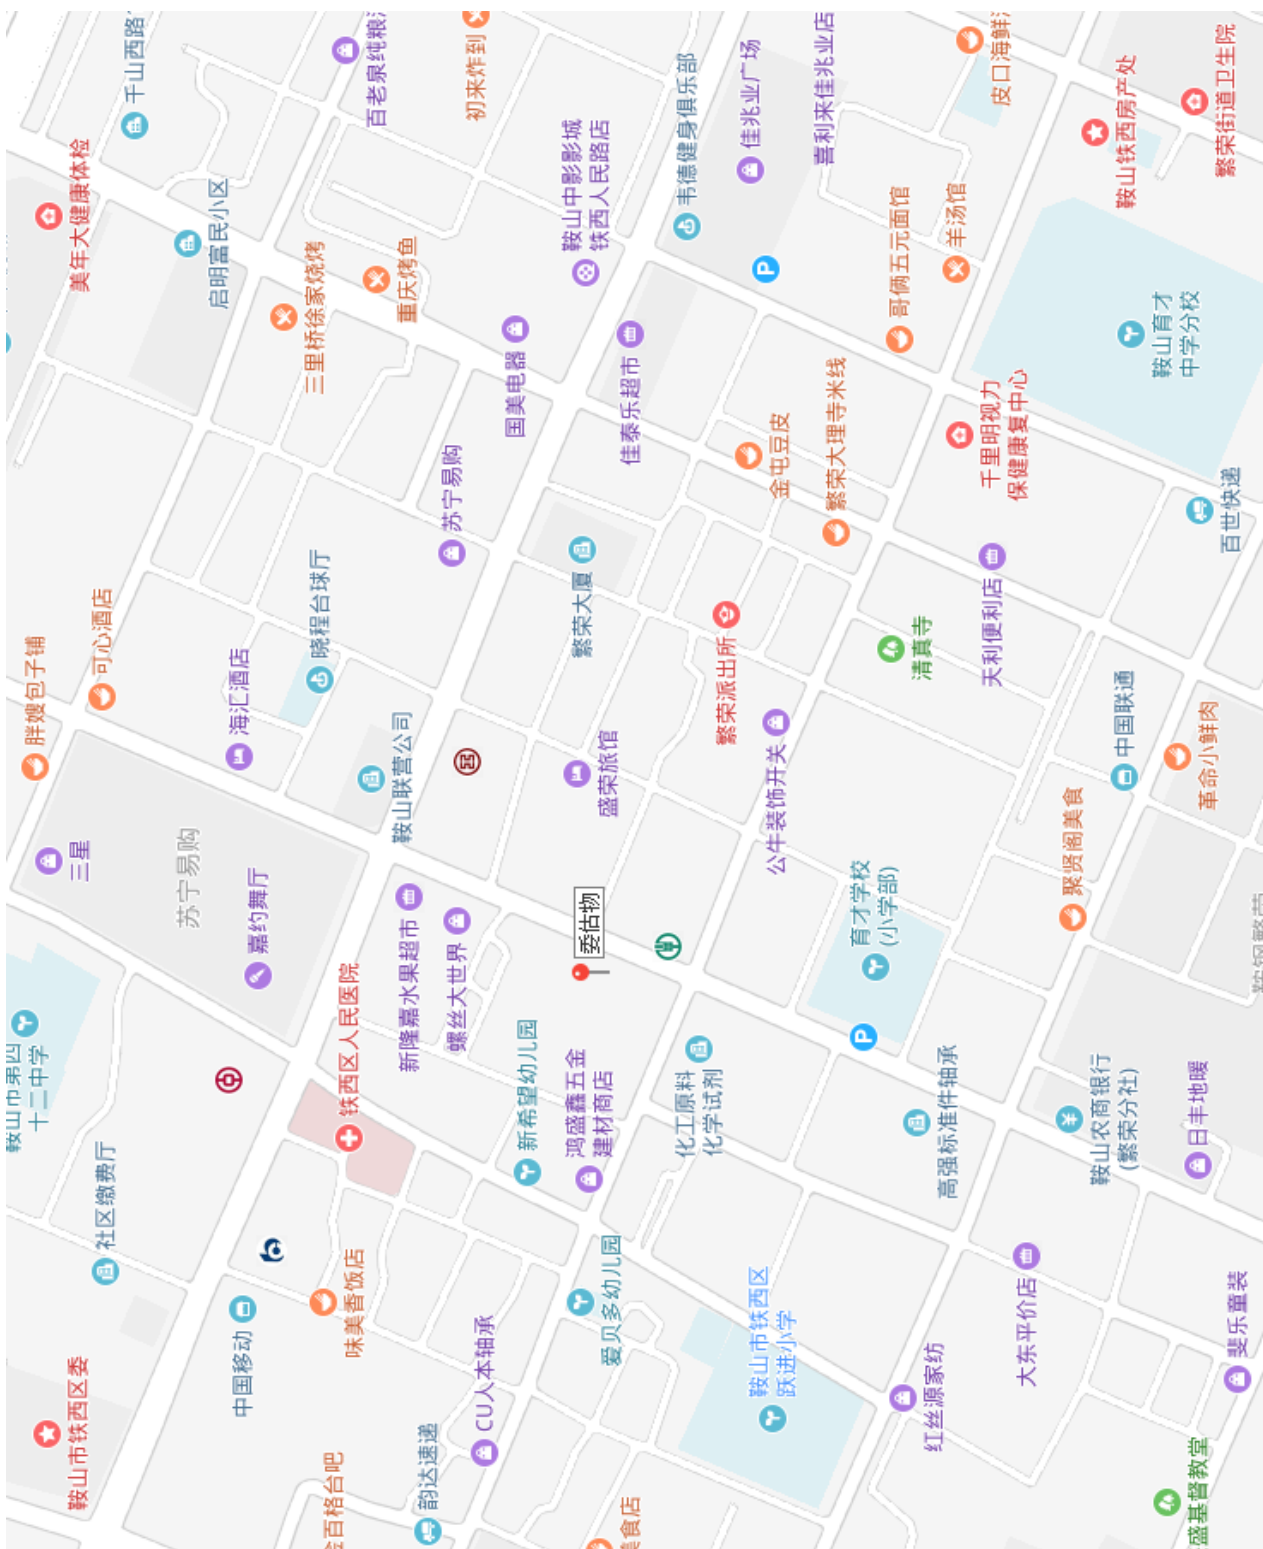 千山西路
百老泉纯粮
初来炸到
美年大健康体检
启明富民小区
三里桥徐家烧烤
重庆烤鱼
鞍山中影影城
铁西人民路店
韦德健身俱乐部
佳兆业广场
喜利来佳兆业店
皮口海鲜
鞍山铁西房产处
繁荣街道卫生院
哥俩五元面馆
羊汤馆
鞍山育才
中学分校
国美电器
佳泰乐超市
苏宁易购
金屯豆皮
繁荣大理寺米线
千里明视力
保健康复中心
百世快递
胖嫂包子铺
可心酒店
海汇酒店
晓程台球厅
鞍山联营公司
繁荣大厦
盛荣旅馆
繁荣派出所
公牛装饰开关
清真寺
天利便利店
中国联通
革命小鲜肉
聚贤阁美食
三星
苏宁易购
嘉约舞厅
新隆嘉水果超市
螺丝大世界
委估物
育才学校
(小学部)
鞍山市第四
十二中学
铁西区人民医院
新希望幼儿园
鸿盛鑫五金
建材商店
化工原料
化学试剂
高强标准件轴承
鞍山农商银行
(繁荣分社)
日丰地暖
社区缴费厅
中国移动
味美香饭店
CU人本轴承
爱贝多幼儿园
鞍山市铁西区
跃进小学
大东平价店
红丝源家纺
斐乐童装
鞍山市铁西区委
百格台吧
韵达速递
美食店
盛基督教堂
P
P